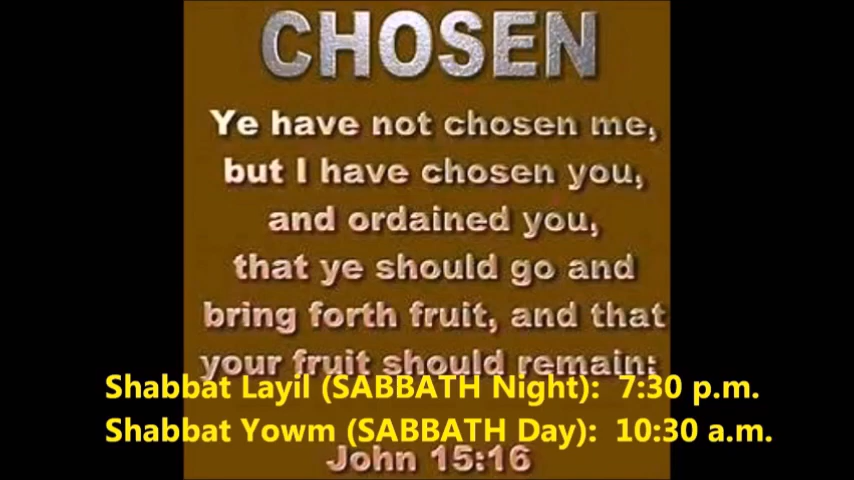 CHOSEN
Ye have not chosen me,
but I have chosen you,
and ordained you,
that ye should go and
bring forth fruit, and that
your fruit should remain:
Shabbat Layil (SABBATH Night): 7:30 p.m.
Shabbat Yowm (SABBATH Day): 10:30 a.m.
John 15:16